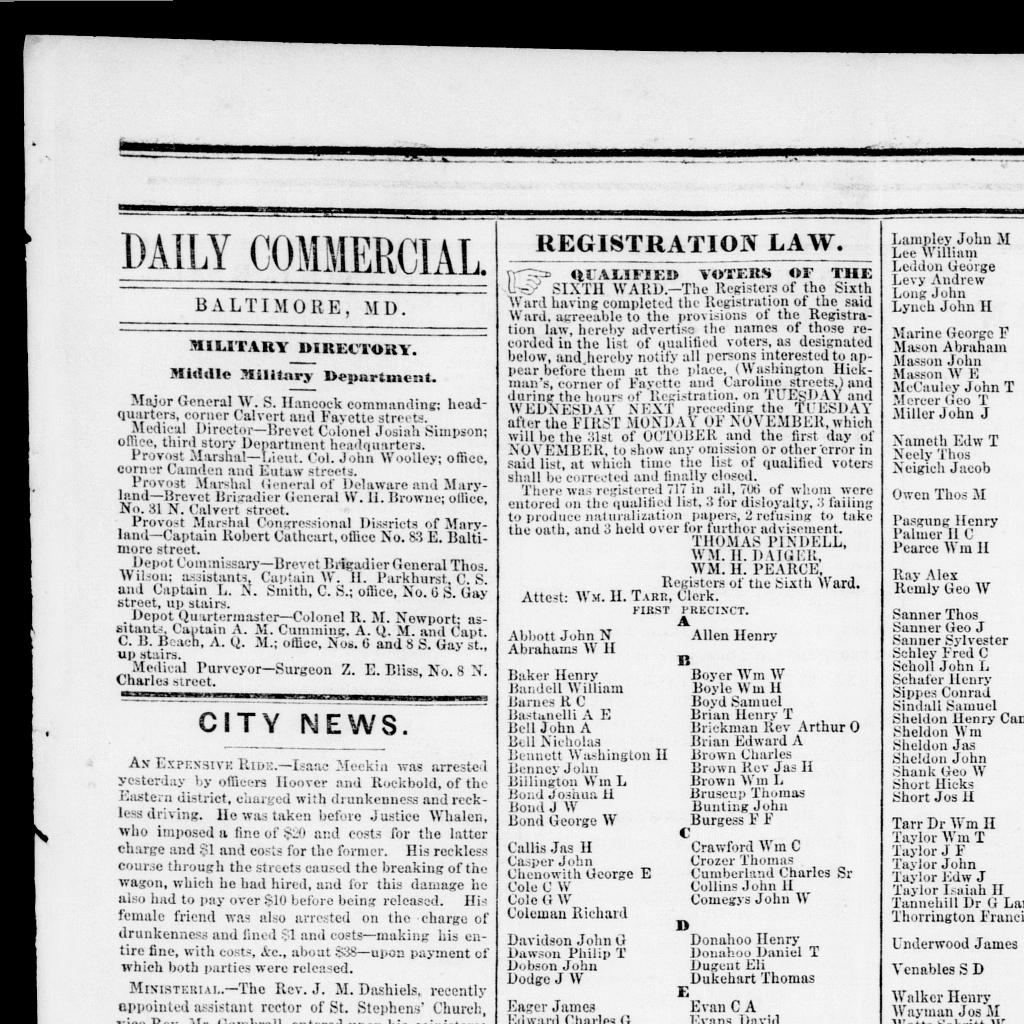 DAILY COMMERCIAL.
BALTIMORE, MD.
MILITARY DIRECTORY.
Middle Military Department.
Major General W. S. Hancock commanding; head-
quarters, corner Calvert and Fayette streets.
Medical Director—Brevet Colonel Josiah Simpson;
office, third story Department headquarters.
Provost Marshal—Lieut. Col. John Woolley; office,
corner Camden and Eutaw streets.
Provost Marshal General of Delaware and Mary-
land—Brevet Brigadier General W. H. Browne; office,
No. 31 N. Calvert street.
Provost Marshal Congressional Dissricts of Mary-
land—Captain Robert Cathcart, office No. 83 E. Balti-
more street.
Depot Commissary—Brevet Brigadier General Thos.
Wilson; assistants, Captain W. H. Parkhurst, C. S.
and Captain L. N. Smith, C. S.; office, No. 6 S. Gay
street, up stairs.
Depot Quartermaster—Colonel R. M. Newport; as-
sitants, Captain A. M. Cumming, A. Q. M. and Capt.
C. B. Beach, A. Q. M.; office, Nos. 6 and 8 S. Gay st.,
up stairs.
Medical Purveyor—Surgeon Z. E. Bliss, No. 8 N.
Charles street.
CITY NEWS.
AN EXPENSIVE RIDE.—Isaac Meekin was arrested
yesterday by officers Hoover and Rockbold, of the
Eastern district, charged with drunkenness and reck-
less driving. He was taken before Justice Whalen,
who imposed a fine of $20 and costs for the latter
charge and $1 and costs for the former. His reckless
course through the streets caused the breaking of the
wagon, which he had hired, and for this damage he
also had to pay over $10 before being released. His
female friend was also arrested on the charge of
drunkenness and fined $1 and costs—making his en-
tire fine, with costs, &c., about $38—upon payment of
which both parties were released.
MINISTERIAL.—The Rev. J. M. Dashiels, recently
appointed assistant rector of St. Stephens' Church,
REGISTRATION LAW.
QUALIFIED VOTERS OF THE
SIXTH WARD.—The Registers of the Sixth
Ward having completed the Registration of the said
Ward, agreeable to the provisions of the Registra-
tion law, hereby advertise the names of those re-
corded in the list of qualified voters, as designated
below, and hereby notify all persons interested to ap-
pear before them at the place, (Washington Hick-
man's, corner of Fayette and Caroline streets,) and
during the hours of Registration, on TUESDAY and
WEDNESDAY NEXT preceding the TUESDAY
after the FIRST MONDAY OF NOVEMBER, which
will be the 31st of OCTOBER and the first day of
NOVEMBER, to show any omission or other error in
said list, at which time the list of qualified voters
shall be corrected and finally closed.
There was registered 717 in all, 706 of whom were
entored on the qualified list, 3 for disloyalty, 3 failing
to produce naturalization papers, 2 refusing to take
the oath, and 3 held over for further advisement.
THOMAS PINDELL,
WM. H. DAIGER,
WM. H. PEARCE,
Registers of the Sixth Ward.
Attest: WM. H. TARR, Clerk.
FIRST PRECINCT.
A
Abbott John N
Abrahams W H
Allen Henry
B
Baker Henry
Bandell William
Barnes R C
Bastanelli A E
Bell John A
Bell Nicholas
Bennett Washington H
Benney John
Billington Wm L
Bond Joshua H
Bond J W
Bond George W
Boyer Wm W
Boyle Wm H
Boyd Samuel
Brian Henry T
Brickman Rev Arthur O
Brian Edward A
Brown Charles
Brown Rev Jas H
Brown Wm L
Bruscup Thomas
Bunting John
Burgess F F
C
Callis Jas H
Casper John
Chenowith George E
Cole C W
Cole G W
Coleman Richard
Crawford Wm C
Crozer Thomas
Cumberland Charles Sr
Collins John H
Comegys John W
D
Davidson John G
Dawson Philip T
Dobson John
Dodge J W
Donahoo Henry
Donahoo Daniel T
Dugent Eli
Dukehart Thomas
E
Eager James
Edward Charles G
Evan C A
Evans David
Lampley John M
Lee William
Leddon George
Levy Andrew
Long John
Lynch John H
Marine George F
Mason Abraham
Masson John
Masson W E
McCauley John T
Mercer Geo T
Miller John J
Nameth Edw T
Neely Thos
Neigich Jacob
Owen Thos M
Pasgung Henry
Palmer H C
Pearce Wm H
Ray Alex
Remly Geo W
Sanner Thos
Sanner Geo J
Sanner Sylvester
Schley Fred C
Scholl John L
Schafer Henry
Sippes Conrad
Sindall Samuel
Sheldon Henry
Sheldon Wm
Sheldon Jas
Sheldon John
Shank Geo W
Short Hicks
Short Jos H
Tarr Dr Wm H
Taylor Wm T
Taylor J F
Taylor John
Taylor Edw J
Taylor Isaiah H
Tannehill Dr G
Thorrington
Underwood James
Venables S D
Walker Henry
Wayman Jos M